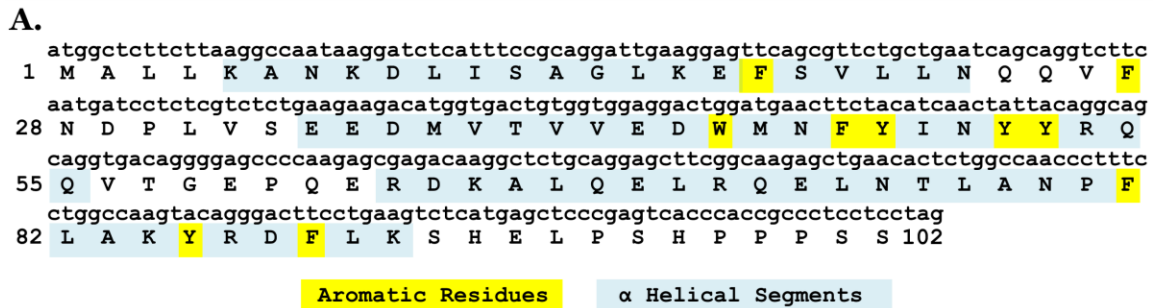 A.
atggctcttcttaaggccaataaggatctcatttccgcaggattgaaggagttcagcgttctgctgaatcagcaggtcttc
1 M A L L K A N K D L I S A G L K E F S V L L N Q Q V F
aatgatcctctcgtctctgaagaagacatggtgactgtggtggaggactggatgaacttctacatcaactattacaggcag
28 N D P L V S E E D M V T V V E D W M N F Y I N Y Y R Q
caggtgacaggggagccccaagagcgagacaaggctctgcaggagcttcggcaagagctgaacactctggccaaccctttc
55 Q V T G E P Q E R D K A L Q E L R Q E L N T L A N P F
ctggccaagtacagggacttcctgaagtctcatgagctcccgagtcacccaccgccctcctcctag
82 L A K Y R D F L K S H E L P S H P P P S S 102
Aromatic Residues α Helical Segments